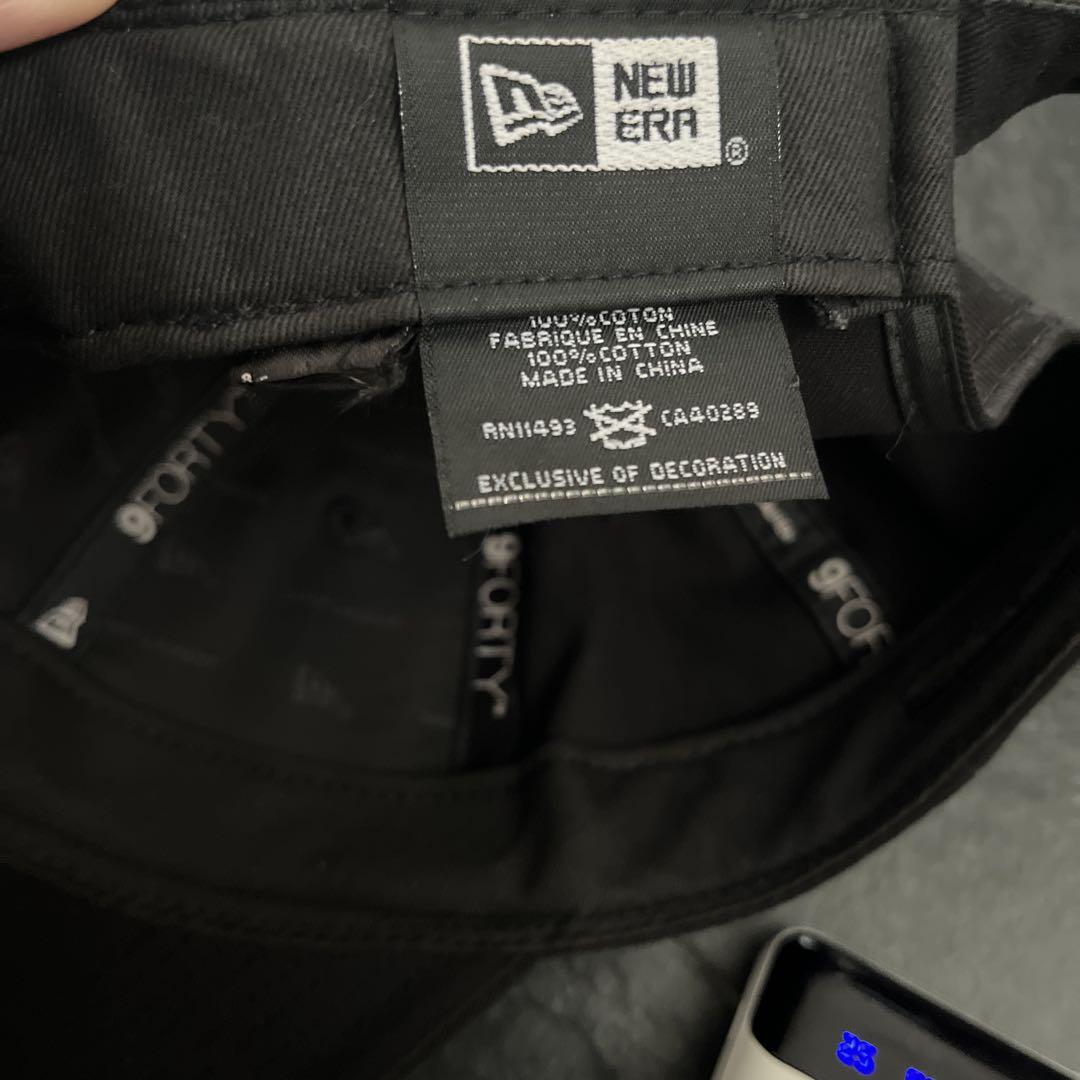 NEW
ERA
®
100%COTON
FABRIQUE EN CHINE
100%COTTON
MADE IN CHINA
RN11493 CA40289
EXCLUSIVE OF DECORATION
9FORTY
9FORTY
9FOR